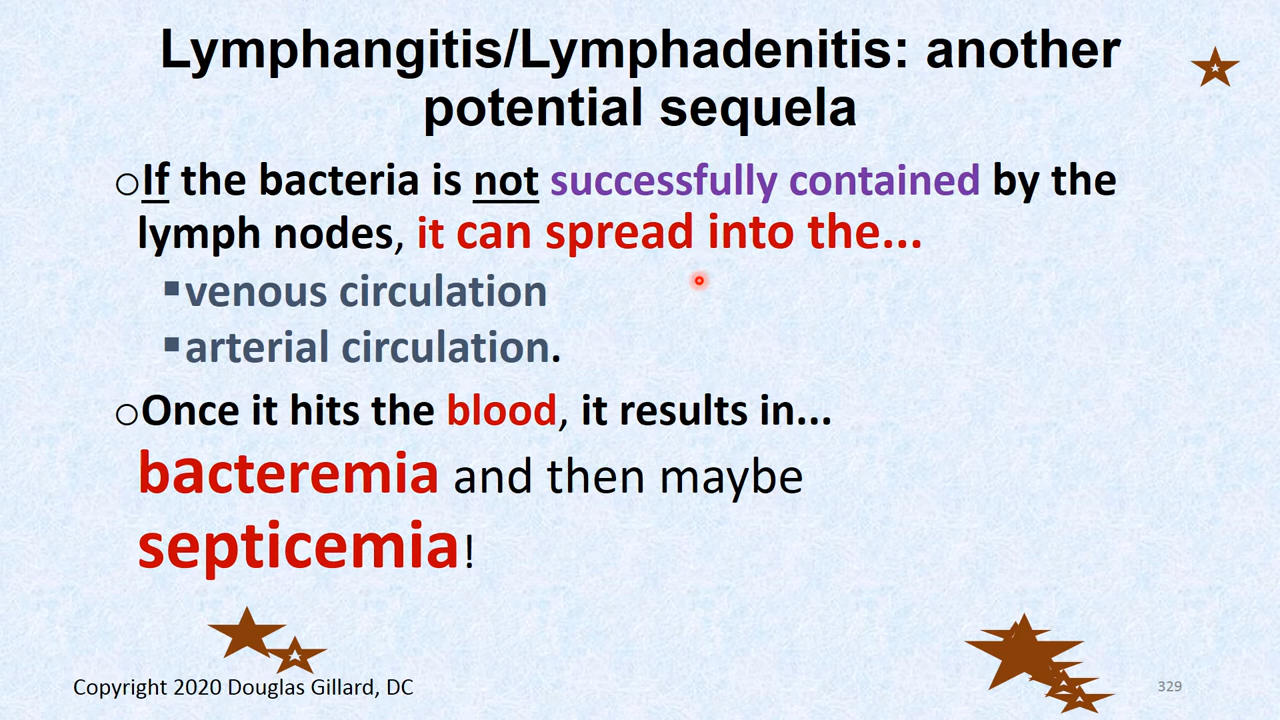 Lymphangitis/Lymphadenitis: another
potential sequela
○If the bacteria is not successfully contained by the
lymph nodes, it can spread into the...
▪venous circulation
▪arterial circulation.
○Once it hits the blood, it results in...
bacteremia and then maybe
septicemia!
Copyright 2020 Douglas Gillard, DC
329